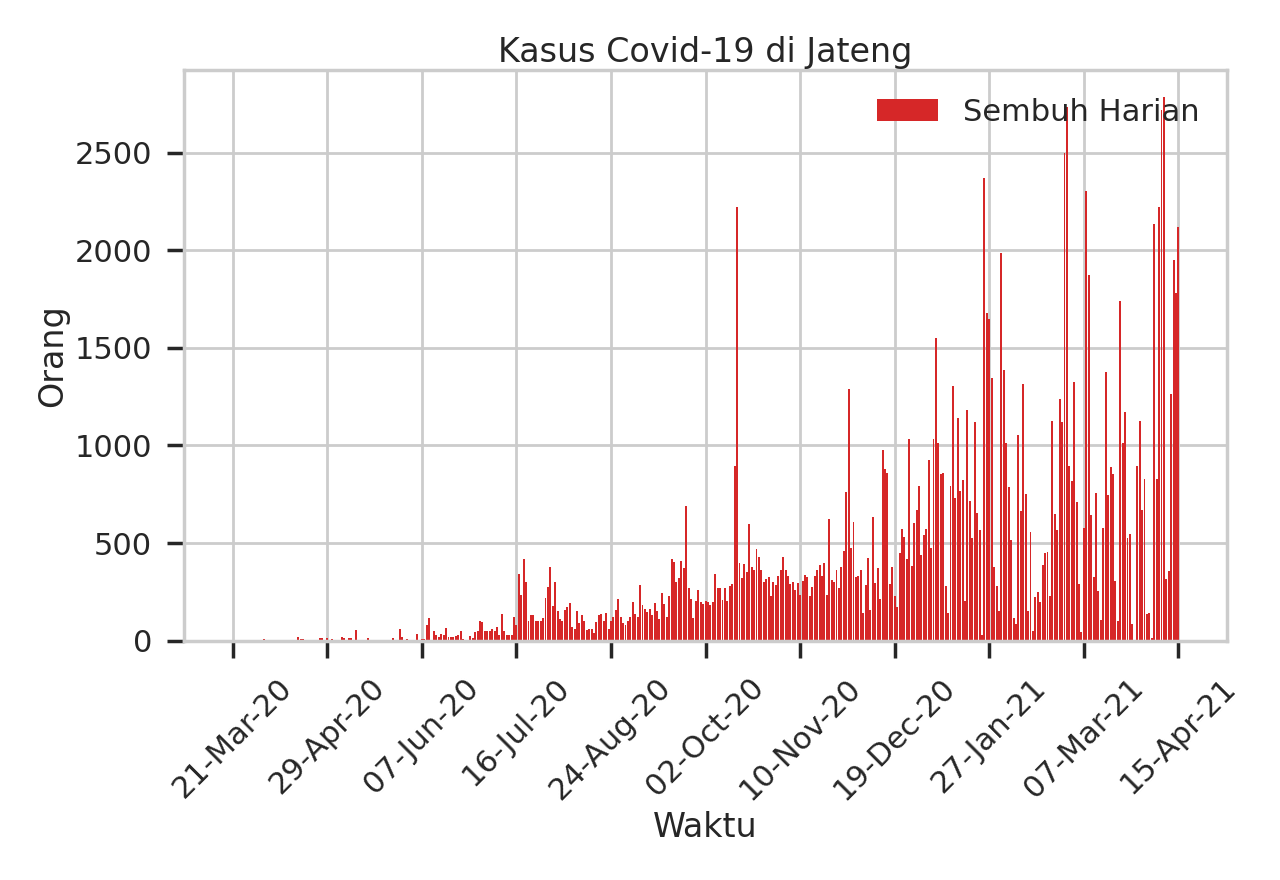 Kasus Covid-19 di Jateng
Sembuh Harian
2500
2000
1500
1000
500
0
Orang
21-Mar-20
29-Apr-20
07-Jun-20
16-Jul-20
24-Aug-20
02-Oct-20
10-Nov-20
19-Dec-20
27-Jan-21
07-Mar-21
15-Apr-21
Waktu